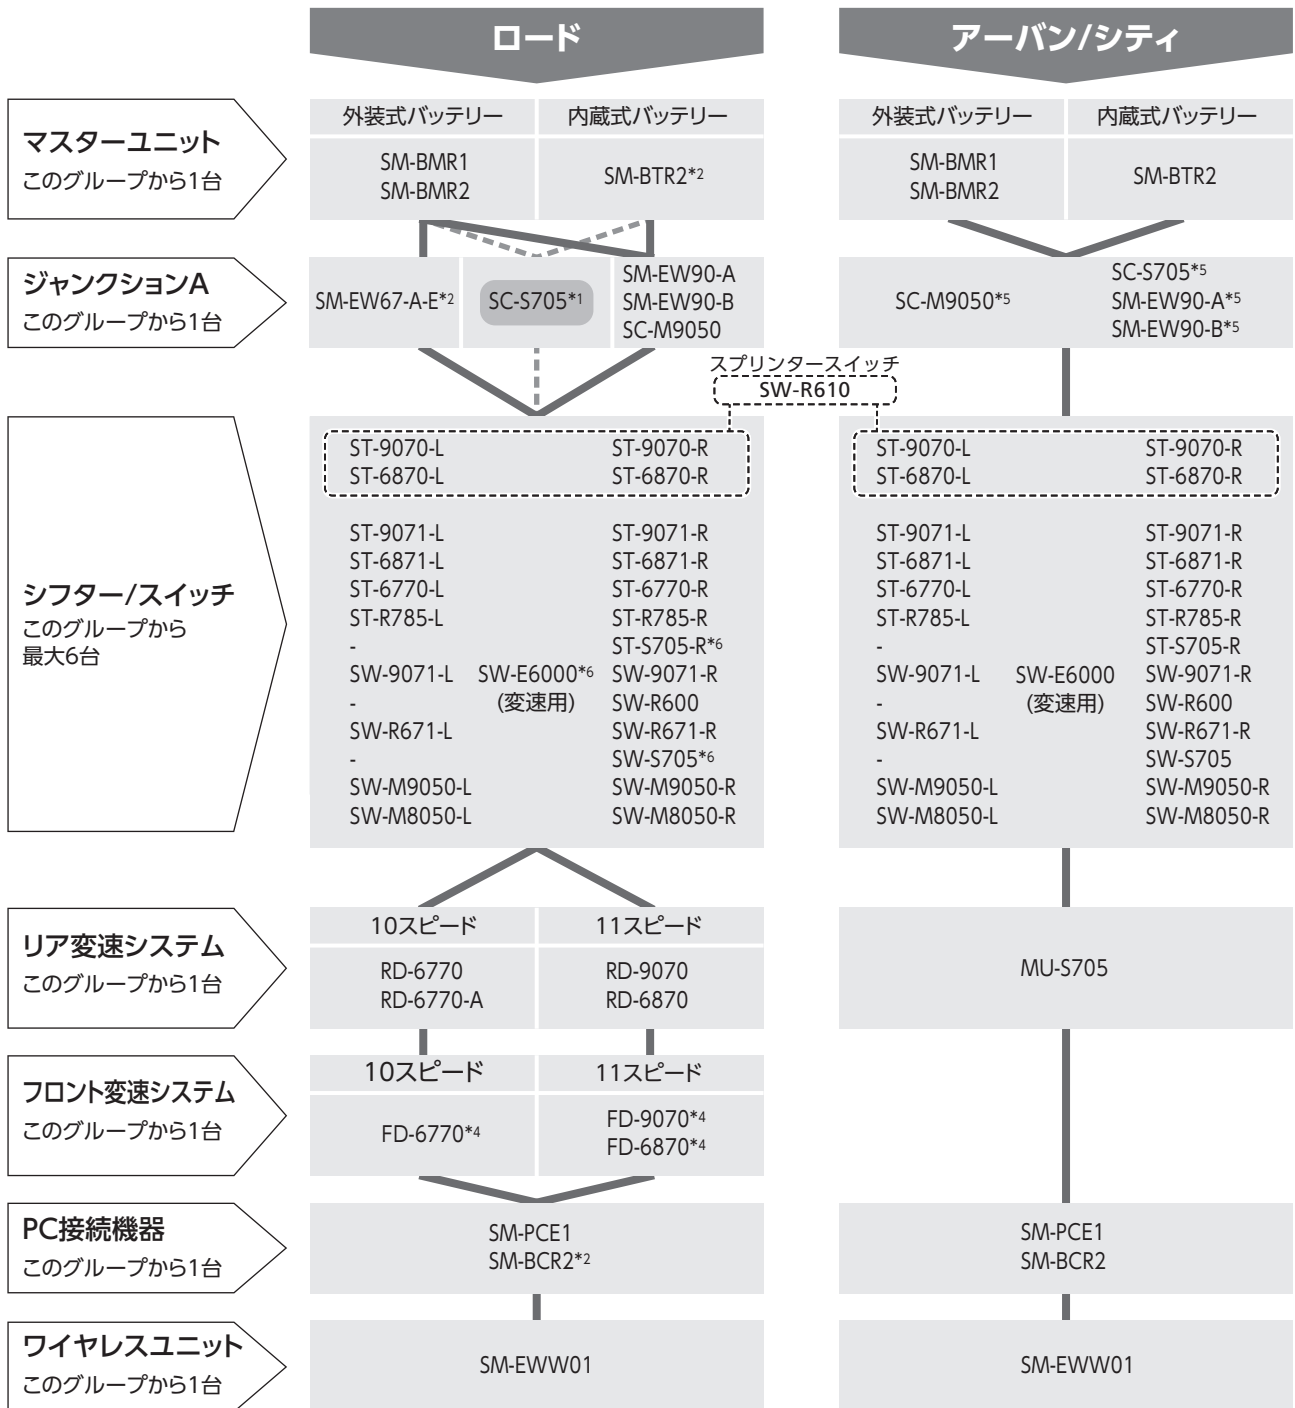 ロード
アーバン/シティ
マスターユニット
このグループから1台
外装式バッテリー
内蔵式バッテリー
SM-BMR1
SM-BMR2
SM-BTR2*2
外装式バッテリー
内蔵式バッテリー
SM-BMR1
SM-BMR2
SM-BTR2
ジャンクションA
このグループから1台
SM-EW67-A-E*2
SC-S705*1
SM-EW90-A
SM-EW90-B
SC-M9050
SC-M9050*5
SC-S705*5
SM-EW90-A*5
SM-EW90-B*5
スプリンタースイッチ
SW-R610
シフター/スイッチ
このグループから
最大6台
ST-9070-L ST-9070-R
ST-6870-L ST-6870-R
ST-9071-L ST-9071-R
ST-6871-L ST-6871-R
ST-6770-L ST-6770-R
ST-R785-L ST-R785-R
- ST-S705-R*6
SW-9071-L SW-E6000*6 SW-9071-R
- (変速用) SW-R600
SW-R671-L SW-R671-R
- SW-S705*6
SW-M9050-L SW-M9050-R
SW-M8050-L SW-M8050-R
ST-9070-L ST-9070-R
ST-6870-L ST-6870-R
ST-9071-L ST-9071-R
ST-6871-L ST-6871-R
ST-6770-L ST-6770-R
ST-R785-L ST-R785-R
- ST-S705-R
SW-9071-L SW-E6000 SW-9071-R
- (変速用) SW-R600
SW-R671-L SW-R671-R
- SW-S705
SW-M9050-L SW-M9050-R
SW-M8050-L SW-M8050-R
リア変速システム
このグループから1台
10スピード
11スピード
RD-6770
RD-6770-A
RD-9070
RD-6870
MU-S705
フロント変速システム
このグループから1台
10スピード
11スピード
FD-6770*4
FD-9070*4
FD-6870*4
PC接続機器
このグループから1台
SM-PCE1
SM-BCR2*2
SM-PCE1
SM-BCR2
ワイヤレスユニット
このグループから1台
SM-EWW01
SM-EWW01